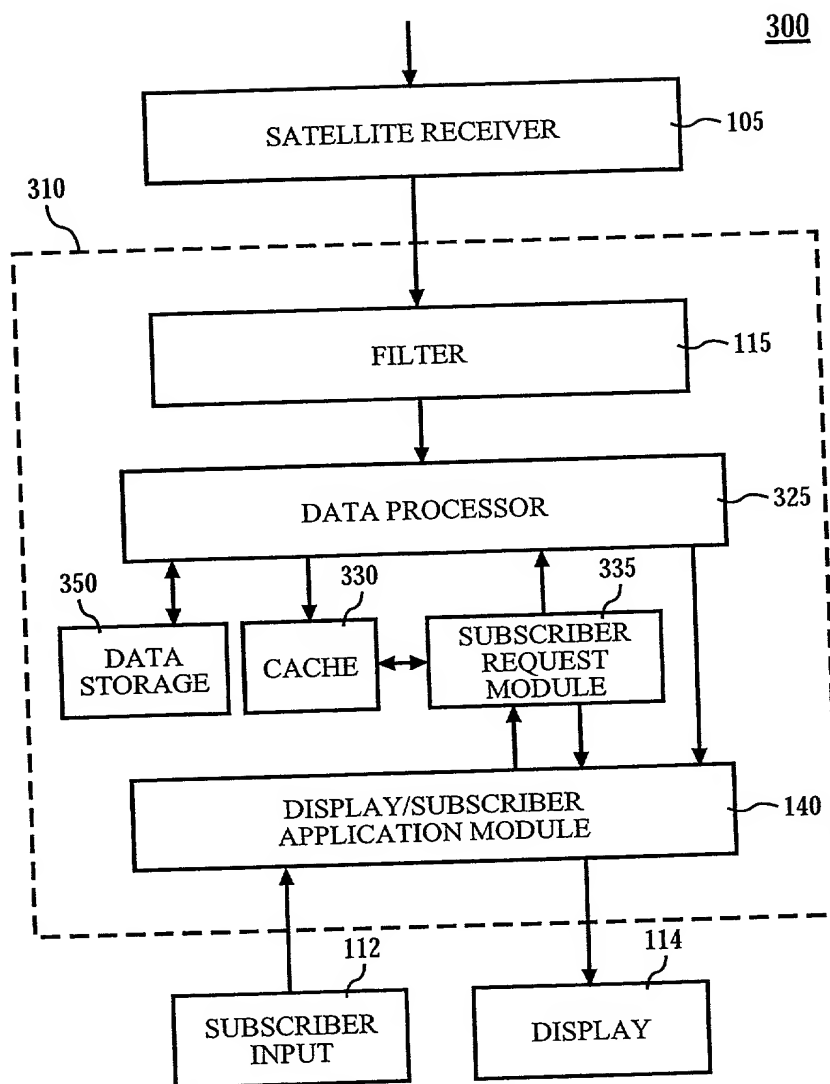 300
SATELLITE RECEIVER
105
310
FILTER
115
DATA PROCESSOR
325
350
330
335
DATA
STORAGE
CACHE
SUBSCRIBER
REQUEST
MODULE
DISPLAY/SUBSCRIBER
APPLICATION MODULE
140
112
114
SUBSCRIBER
INPUT
DISPLAY